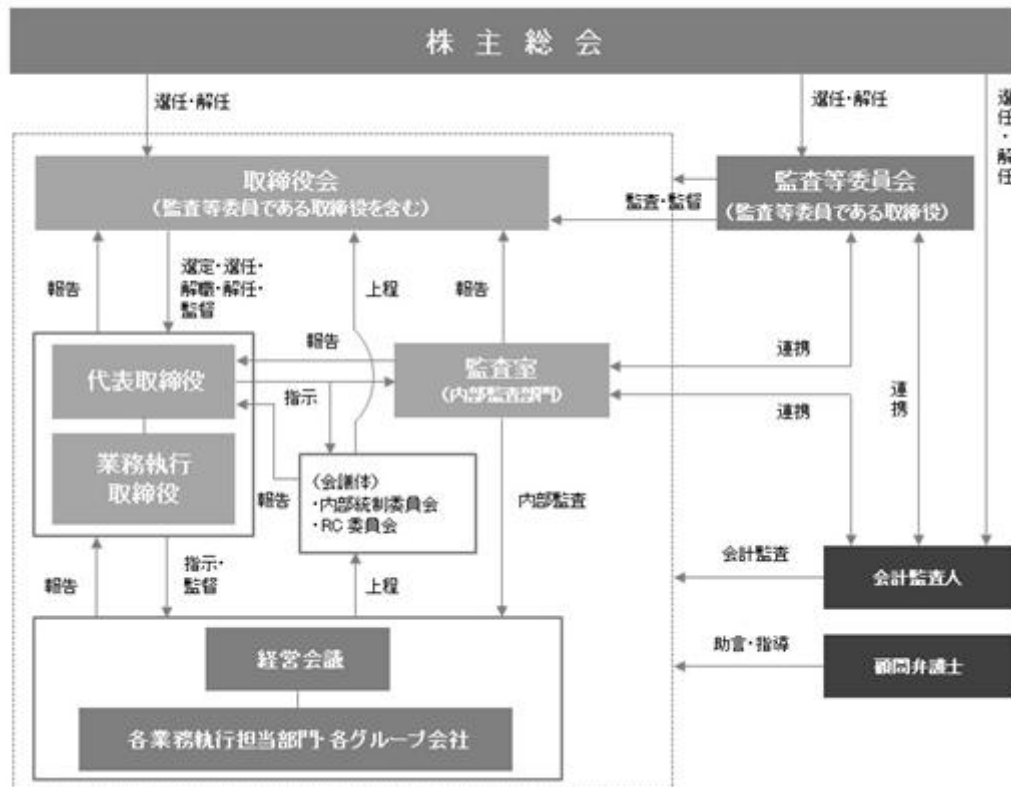 株主総会
選任・解任
選任・解任
選任・解任
取締役会
（監査等委員である取締役を含む）
監査・監督
監査等委員会
（監査等委員である取締役）
報告
選定・選任・
解職・解任・
監督
上程
報告
代表取締役
報告
指示
監査室
（内部監査部門）
連携
連携
連携
業務執行
取締役
報告
（会議体）
・内部統制委員会
・RC委員会
内部監査
報告
指示・
監督
上程
会計監査
会計監査人
経営会議
助言・指導
顧問弁護士
各業務執行担当部門・各グループ会社